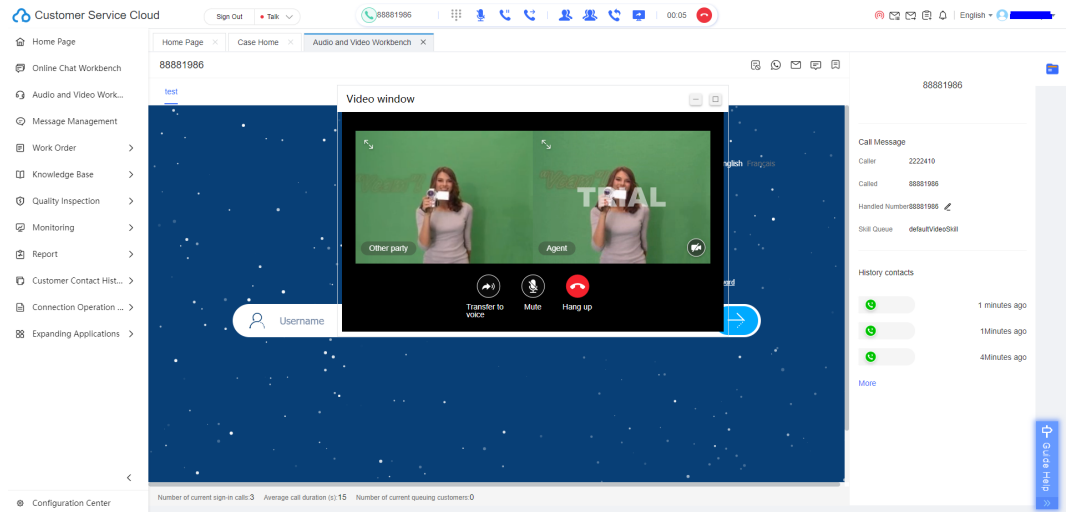 Customer Service Cloud
Sign Out
Talk
88881986
00:05
English
Home Page
Online Chat Workbench
Audio and Video Work...
Message Management
Work Order
Knowledge Base
Quality Inspection
Monitoring
Report
Customer Contact Hist...
Connection Operation ...
Expanding Applications
Configuration Center
Home Page
Case Home
Audio and Video Workbench
88881986
test
Video window
nglish Français
TRIAL
Other party
Agent
Transfer to
voice
Mute
Hang up
Username
Number of current sign-in calls:3 Average call duration (s):15 Number of current queuing customers:0
88881986
Call Message
Caller 2222410
Called 88881986
Handled Number88881986
Skill Queue defaultVideoSkill
History contacts
1 minutes ago
1Minutes ago
4Minutes ago
More
Guide Help